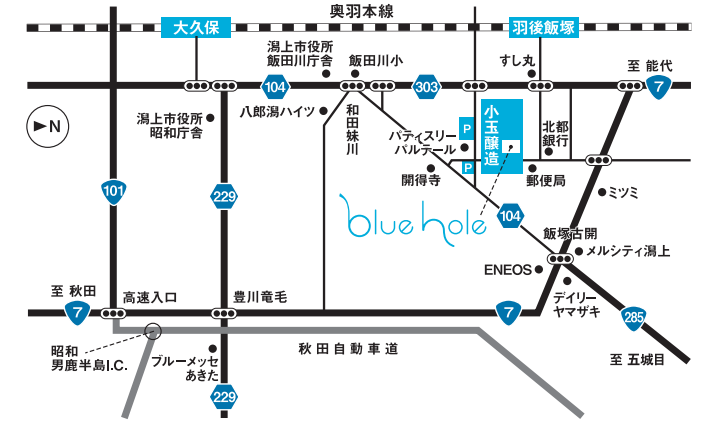 奥羽本線
大久保
羽後飯塚
潟上市役所
飯田川庁舎
飯田川小
すし丸
至 能代
7
104
303
N
潟上市役所
昭和庁舎
八郎潟ハイツ
和田妹川
パティスリー
パルテール
P
P
小玉醸造
北都
銀行
開得寺
郵便局
ミツミ
101
229
blue hole
104
飯塚古開
メルシティ潟上
ENEOS
デイリー
ヤマザキ
至 秋田
7
高速入口
豊川竜毛
7
285
昭和
男鹿半島I.C.
ブルーメッセ
あきた
秋田自動車道
至 五城目
229